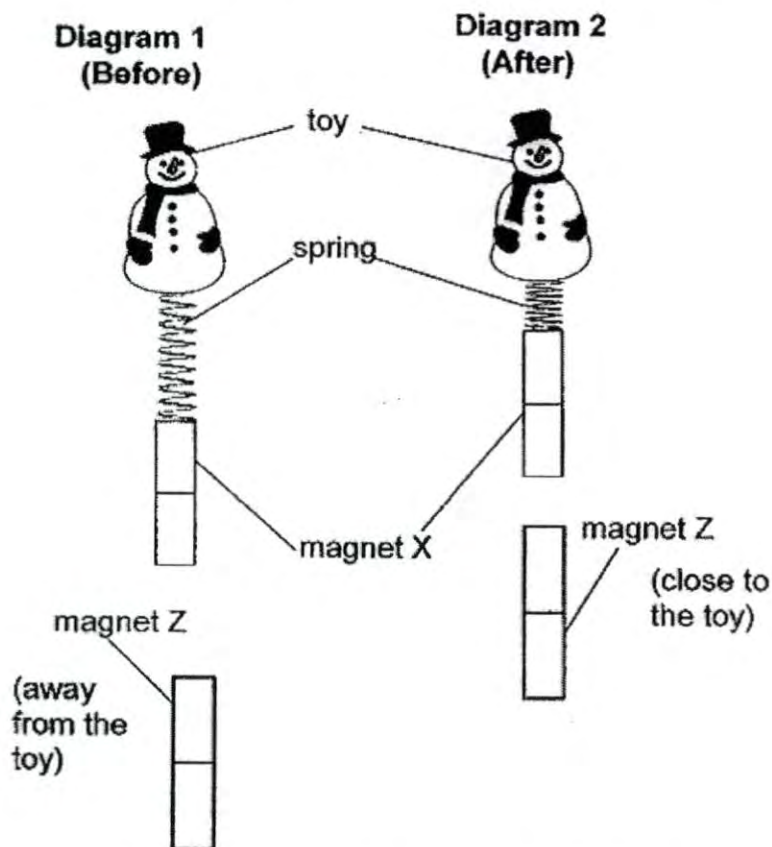 Diagram 1
(Before)
Diagram 2
(After)
toy
spring
magnet X
magnet Z
(close to
the toy)
magnet Z
(away
from the
toy)